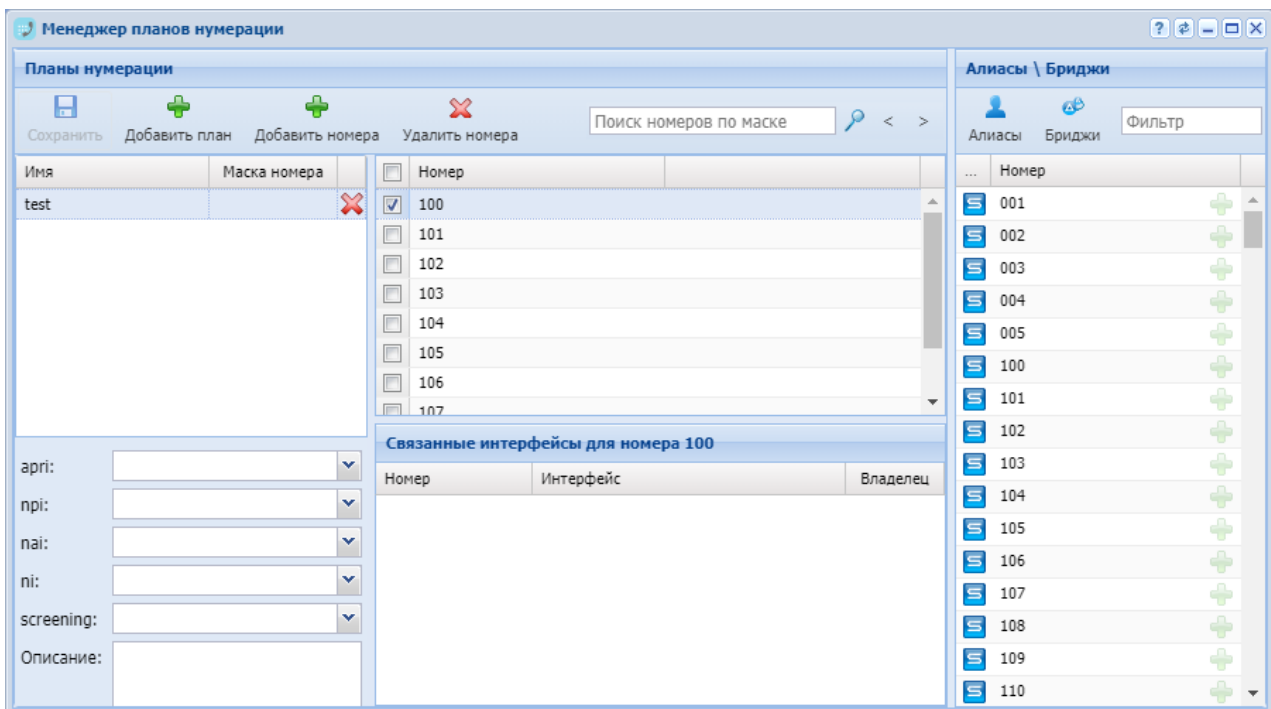 Менеджер планов нумерации
Планы нумерации
Сохранить Добавить план Добавить номера Удалить номера Поиск номеров по маске < >
Имя Маска номера Номер
test
100
101
102
103
104
105
106
107
Связанные интерфейсы для номера 100
Номер Интерфейс Владелец
apri:
npi:
nai:
ni:
screening:
Описание:
Алиасы \ Бриджи
Алиасы Бриджи Фильтр
... Номер
001
002
003
004
005
100
101
102
103
104
105
106
107
108
109
110